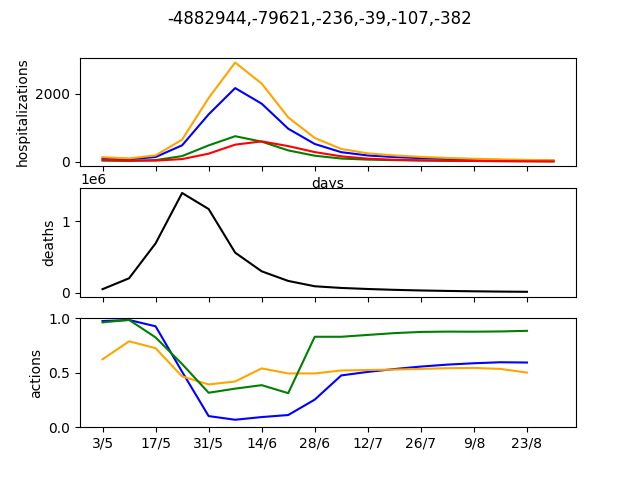 -4882944,-79621,-236,-39,-107,-382
hospitalizations
2000
0
days
1e6
deaths
1
0
actions
1.0
0.5
0.0
3/5 17/5 31/5 14/6 28/6 12/7 26/7 9/8 23/8